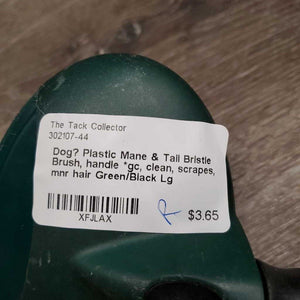 The Tack Collector
302107-44
Dog? Plastic Mane & Tail Bristle
Brush, handle *gc, clean, scrapes,
mnr hair Green/Black Lg
XFJLAX
R $3.65